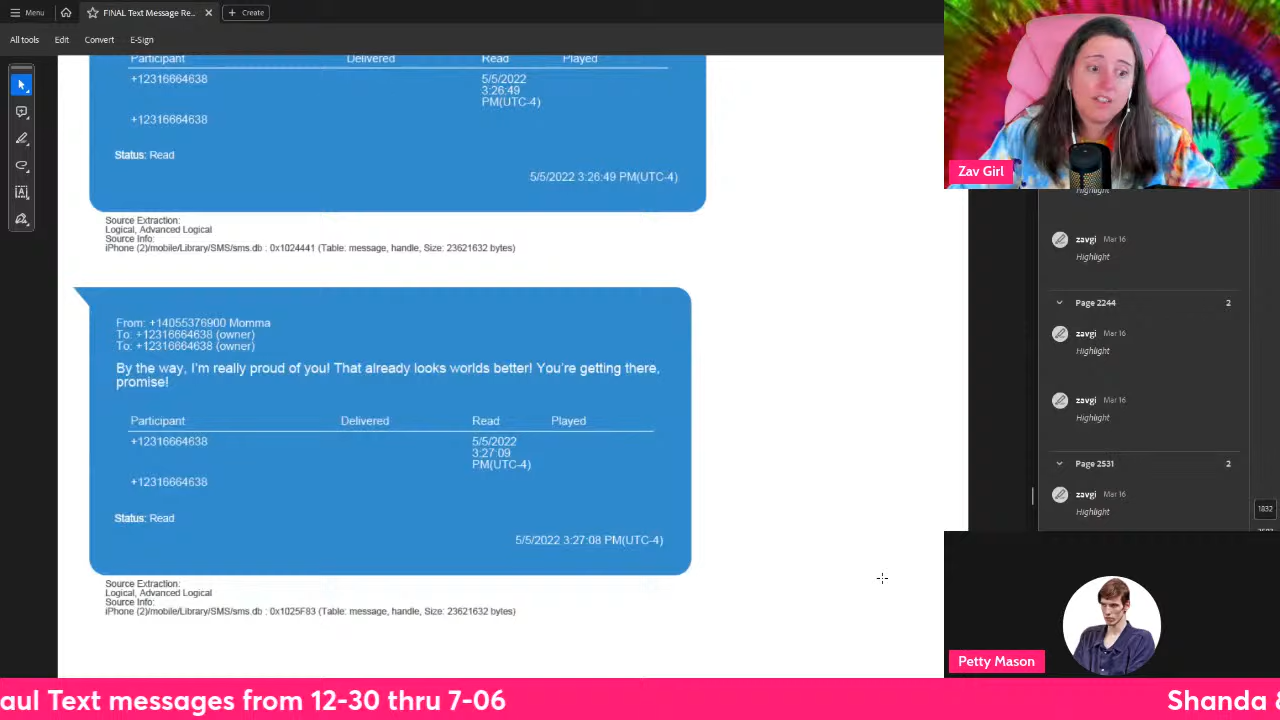 Menu
FINAL Text Message Re...
Create
All tools
Edit
Convert
E-Sign
Participant Delivered Read Played
+12316664638
5/5/2022
3:26:49
PM(UTC-4)
+12316664638
Status: Read
5/5/2022 3:26:49 PM(UTC-4)
Source Extraction:
Logical, Advanced Logical
Source Info:
iPhone (2)/mobile/Library/SMS/sms.db : 0x1024441 (Table: message, handle, Size: 23621632 bytes)
From: +14055376900 Momma
To: +12316664638 (owner)
To: +12316664638 (owner)
By the way, I'm really proud of you! That already looks worlds better! You're getting there,
promise!
Participant Delivered Read Played
+12316664638
5/5/2022
3:27:09
PM(UTC-4)
+12316664638
Status: Read
5/5/2022 3:27:08 PM(UTC-4)
Source Extraction:
Logical, Advanced Logical
Source Info:
iPhone (2)/mobile/Library/SMS/sms.db : 0x1025F83 (Table: message, handle, Size: 23621632 bytes)
Zav Girl
Highlight
zavgi Mar 16
Highlight
Page 2244 2
zavgi Mar 16
Highlight
zavgi Mar 16
Highlight
Page 2531 2
zavgi Mar 16
Highlight
1832
Petty Mason
aul Text messages from 12-30 thru 7-06
Shanda